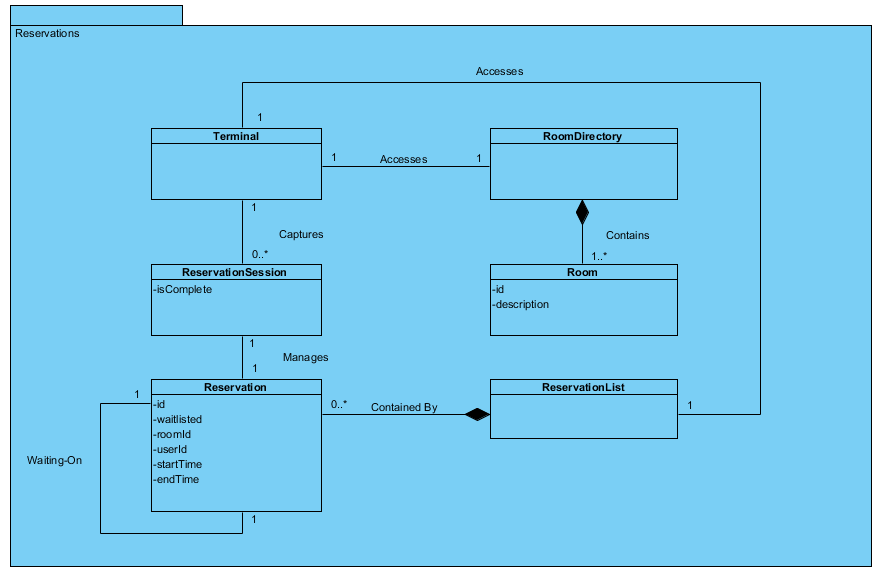 Reservations
Accesses
1
Terminal
RoomDirectory
1
Accesses
1
1
Captures
Contains
0..*
1..*
ReservationSession
-isComplete
Room
-id
-description
1
Manages
1
Reservation
-id
-waitlisted
-roomId
-userId
-startTime
-endTime
1
0..*
Contained By
ReservationList
1
Waiting-On
1